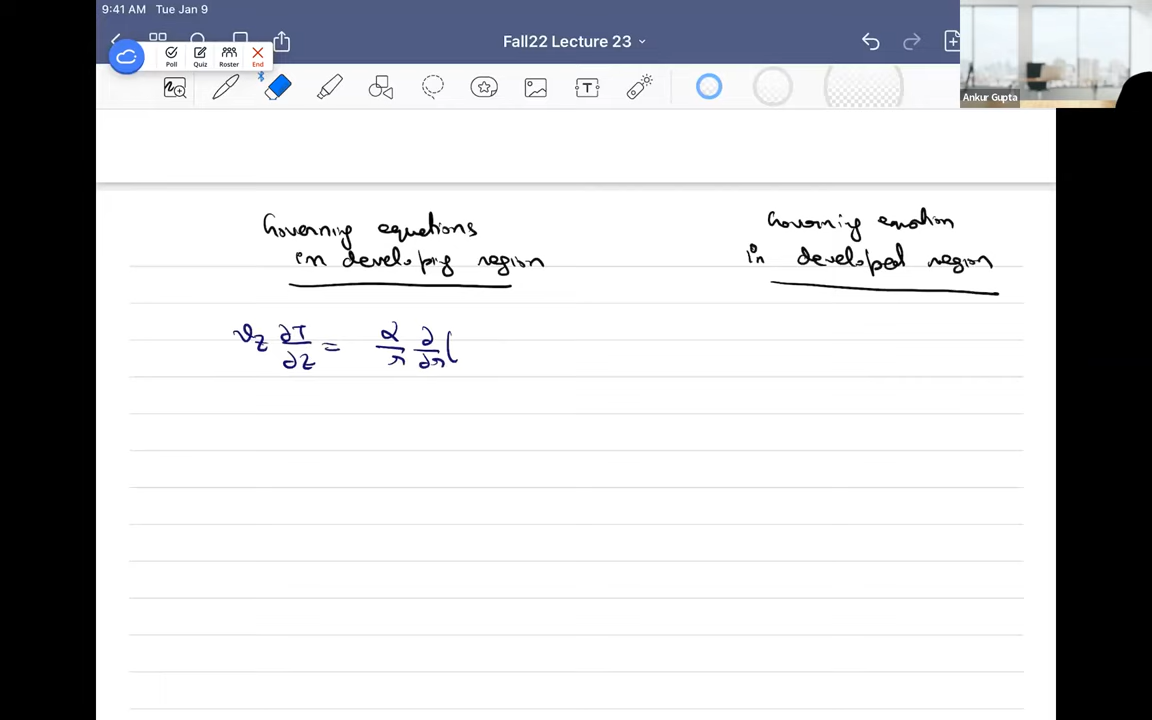 9:41 AM Tue Jan 9
Fall22 Lecture 23
Poll Quiz Roster End
T
Ankur Gupta
Governing equations
in developing region
Governing equation
in developed region
v_z ∂T/∂z = α/r ∂/∂r (